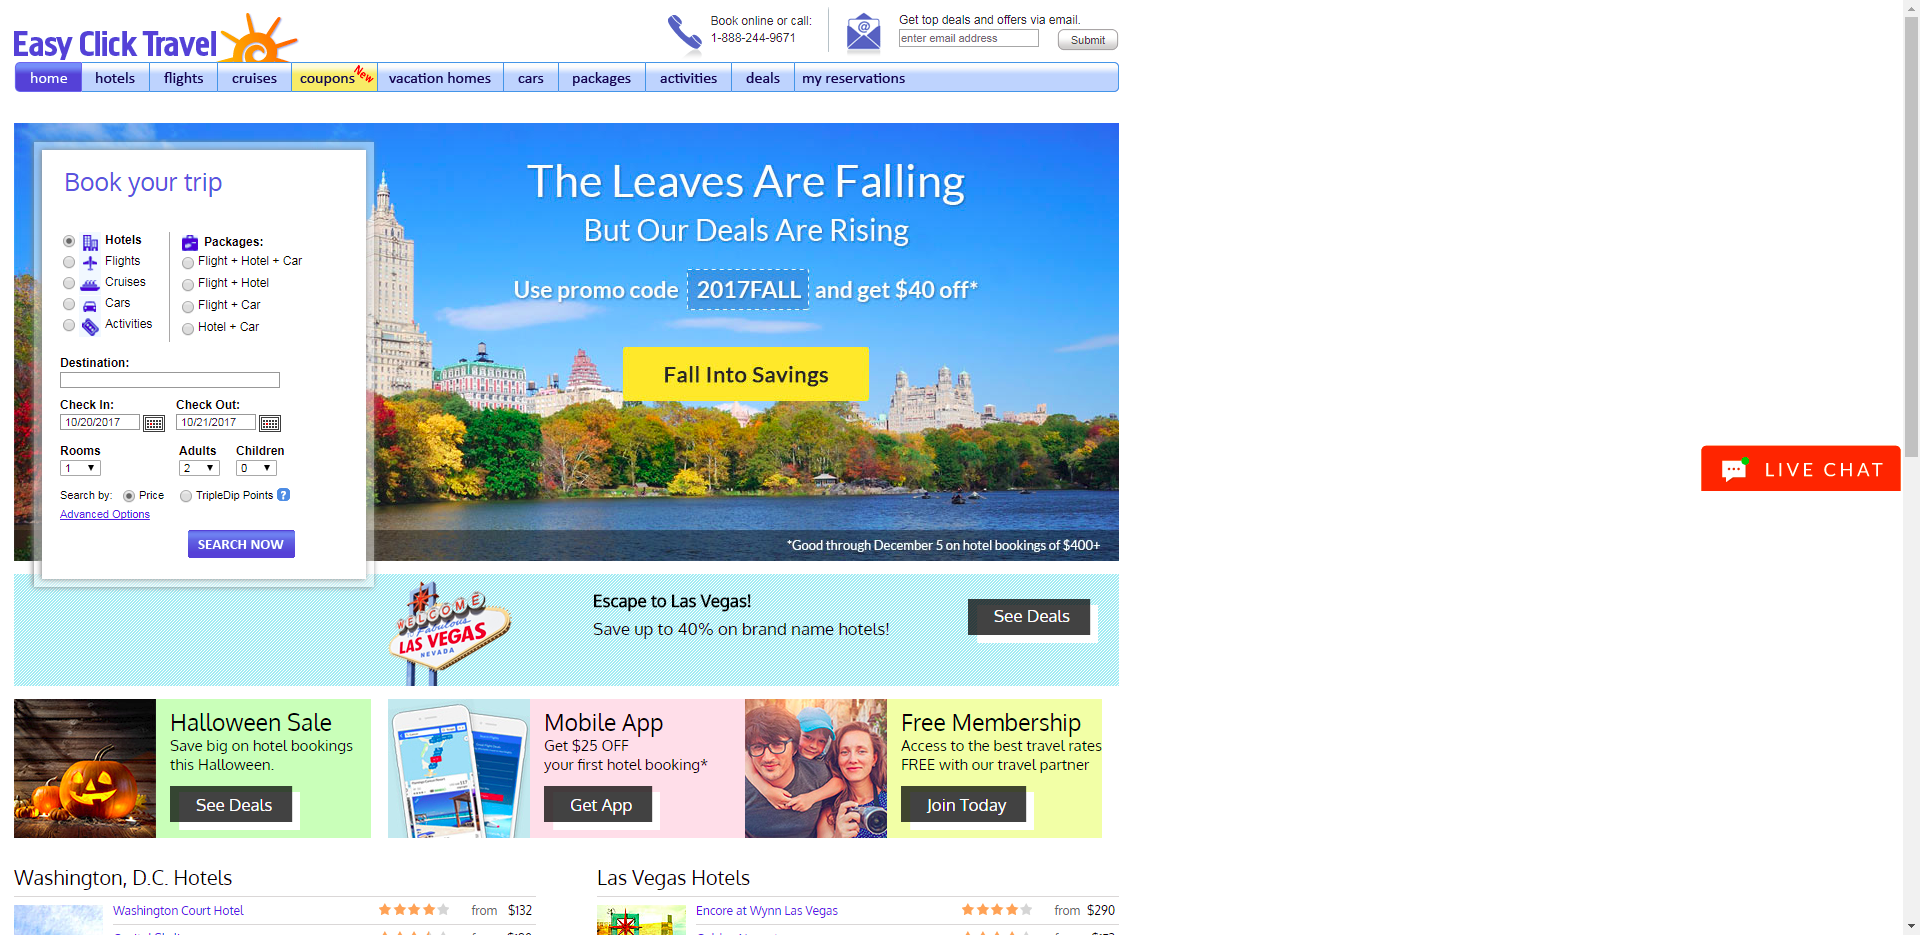 Easy Click Travel
Book online or call:
1-888-244-9671
Get top deals and offers via email.
enter email address
Submit
home
hotels
flights
cruises
coupons
New
vacation homes
cars
packages
activities
deals
my reservations
Book your trip
Hotels
Flights
Cruises
Cars
Activities
Packages:
Flight + Hotel + Car
Flight + Hotel
Flight + Car
Hotel + Car
Destination:
Check In:
Check Out:
10/20/2017
10/21/2017
Rooms
Adults
Children
1
2
0
Search by:
Price
TripleDip Points
?
Advanced Options
SEARCH NOW
The Leaves Are Falling
But Our Deals Are Rising
Use promo code 2017FALL and get $40 off*
Fall Into Savings
*Good through December 5 on hotel bookings of $400+
LIVE CHAT
WELCOME
Fabulous
LAS VEGAS
NEVADA
Escape to Las Vegas!
Save up to 40% on brand name hotels!
See Deals
Halloween Sale
Save big on hotel bookings
this Halloween.
See Deals
Mobile App
Get $25 OFF
your first hotel booking*
Get App
Free Membership
Access to the best travel rates
FREE with our travel partner
Join Today
Washington, D.C. Hotels
Washington Court Hotel
from $132
Las Vegas Hotels
Encore at Wynn Las Vegas
from $290